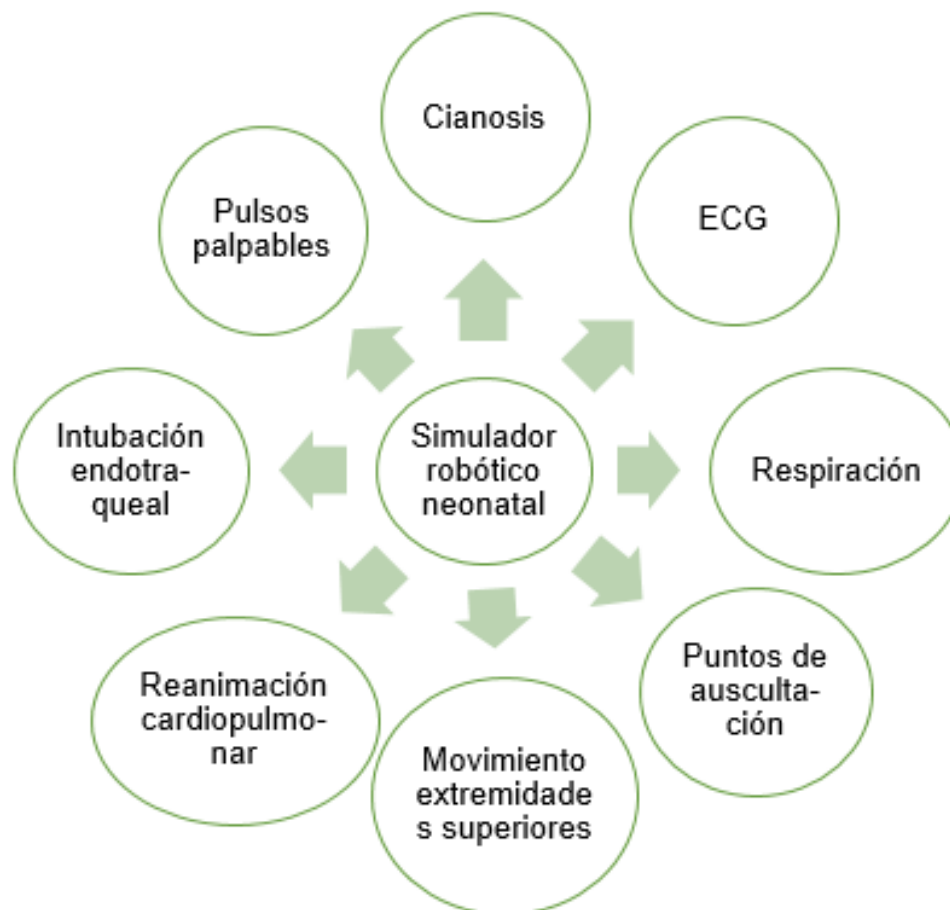 Cianosis
ECG
Pulsos
palpables
Intubación
endotra-
queal
Simulador
robótico
neonatal
Respiración
Reanimación
cardiopulmo-
nar
Puntos de
ausculta-
ción
Movimiento
extremidade
s superiores